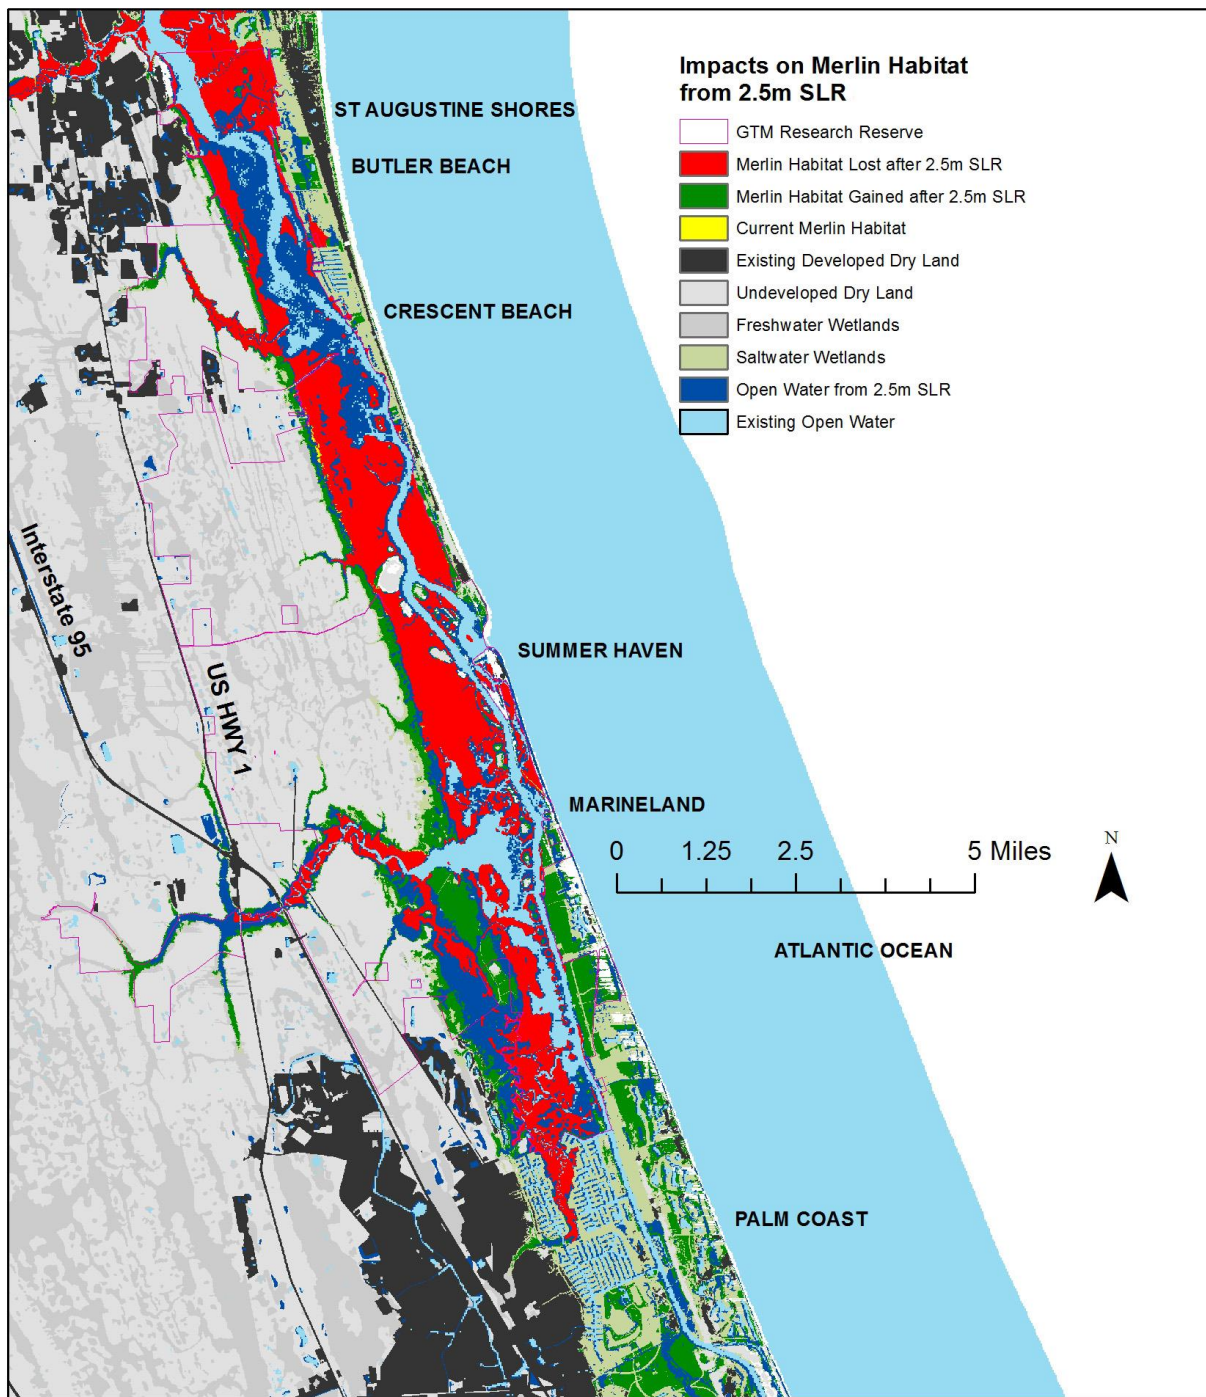 Impacts on Merlin Habitat
from 2.5m SLR
GTM Research Reserve
Merlin Habitat Lost after 2.5m SLR
Merlin Habitat Gained after 2.5m SLR
Current Merlin Habitat
Existing Developed Dry Land
Undeveloped Dry Land
Freshwater Wetlands
Saltwater Wetlands
Open Water from 2.5m SLR
Existing Open Water
ST AUGUSTINE SHORES
BUTLER BEACH
CRESCENT BEACH
Interstate 95
US HWY 1
SUMMER HAVEN
MARINELAND
0 1.25 2.5 5 Miles
N
ATLANTIC OCEAN
PALM COAST